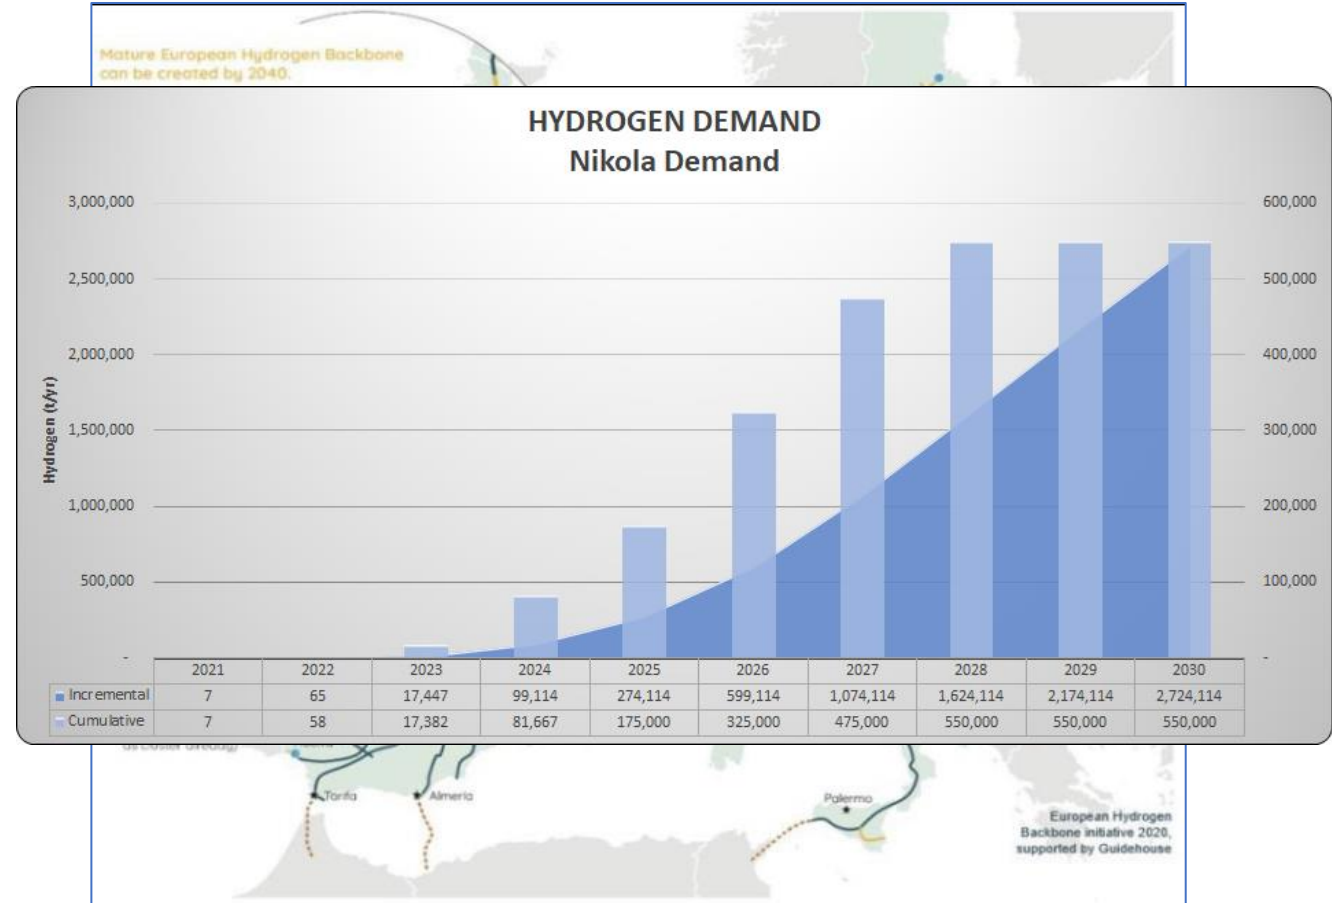 Mature European Hydrogen Backbone
can be created by 2040.
HYDROGEN DEMAND
Nikola Demand
Hydrogen (t/yr)
3,000,000
2,500,000
2,000,000
1,500,000
1,000,000
500,000
-
600,000
500,000
400,000
300,000
200,000
100,000
-
2021 2022 2023 2024 2025 2026 2027 2028 2029 2030
Incremental 7 65 17,447 99,114 274,114 599,114 1,074,114 1,624,114 2,174,114 2,724,114
Cumulative 7 58 17,382 81,667 175,000 325,000 475,000 550,000 550,000 550,000
Tarifa
Almería
Palermo
European Hydrogen
Backbone initiative 2020,
supported by Guidehouse